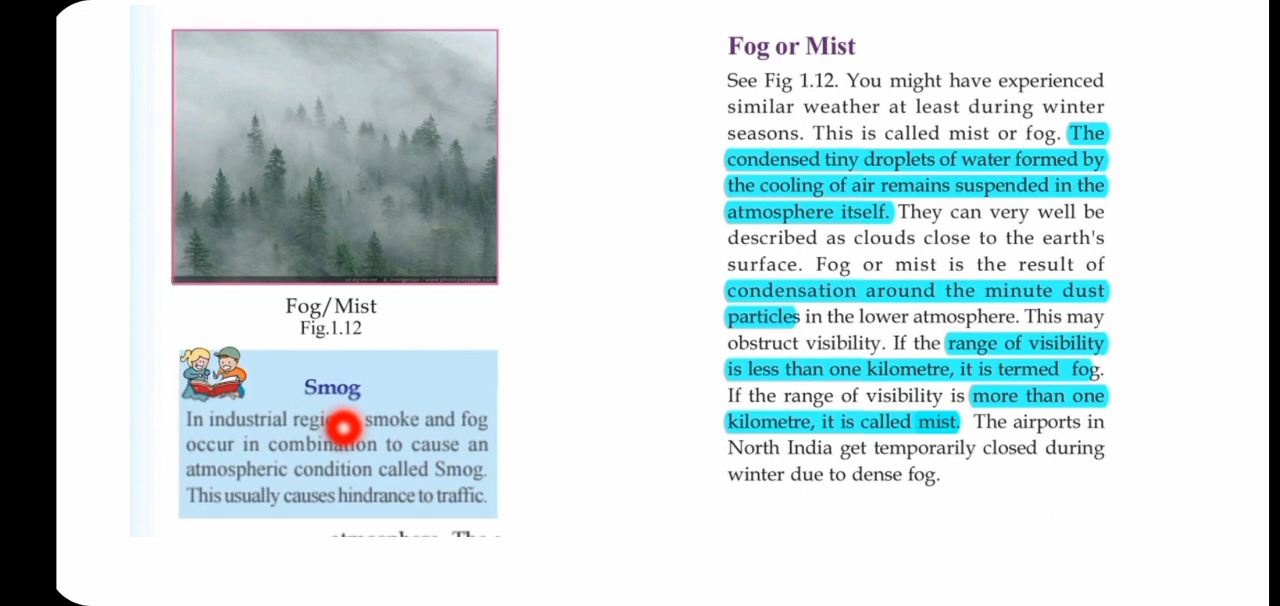 Fog/Mist
Fig.1.12
Smog
In industrial smoke and fog
occur in combination to cause an
atmospheric condition called Smog.
This usually causes hindrance to traffic.
Fog or Mist
See Fig 1.12. You might have experienced
similar weather at least during winter
seasons. This is called mist or fog. The
condensed tiny droplets of water formed by
the cooling of air remains suspended in the
atmosphere itself. They can very well be
described as clouds close to the earth's
surface. Fog or mist is the result of
condensation around the minute dust
particles in the lower atmosphere. This may
obstruct visibility. If the range of visibility
is less than one kilometre, it is termed fog.
If the range of visibility is more than one
kilometre, it is called mist. The airports in
North India get temporarily closed during
winter due to dense fog.